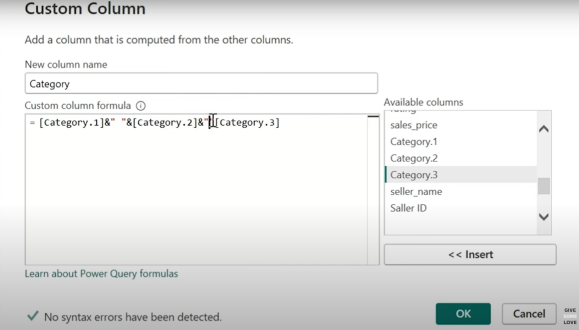 Custom Column
Add a column that is computed from the other columns.
New column name
Category
Custom column formula
= [Category.1]&" "&[Category.2]&"[Category.3]
Available columns
rating
sales_price
Category.1
Category.2
Category.3
seller_name
Saller ID
<< Insert
Learn about Power Query formulas
No syntax errors have been detected.
OK
Cancel
GIVE
LOVE